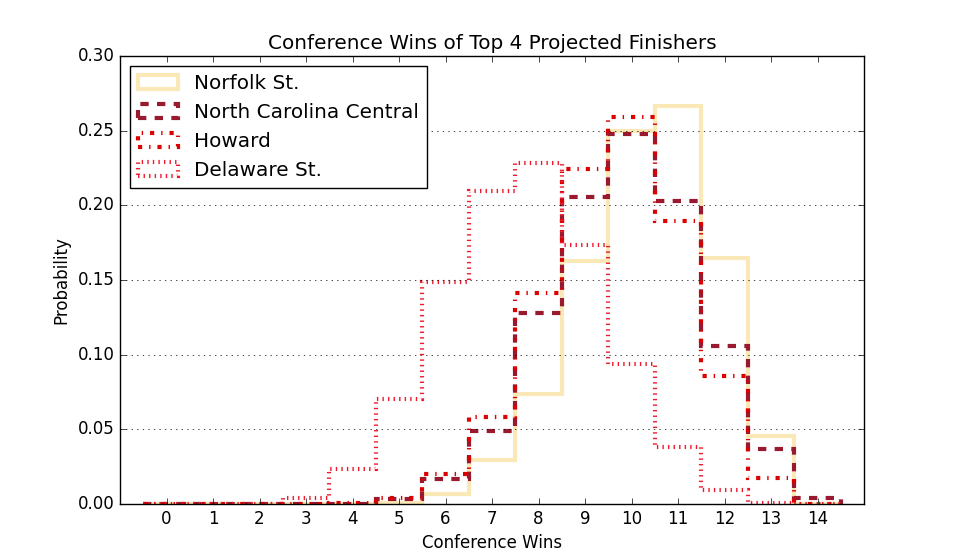 Conference Wins of Top 4 Projected Finishers
0.30
0.25
0.20
0.15
0.10
0.05
0.00
Probability
Norfolk St.
North Carolina Central
Howard
Delaware St.
0 1 2 3 4 5 6 7 8 9 10 11 12 13 14
Conference Wins